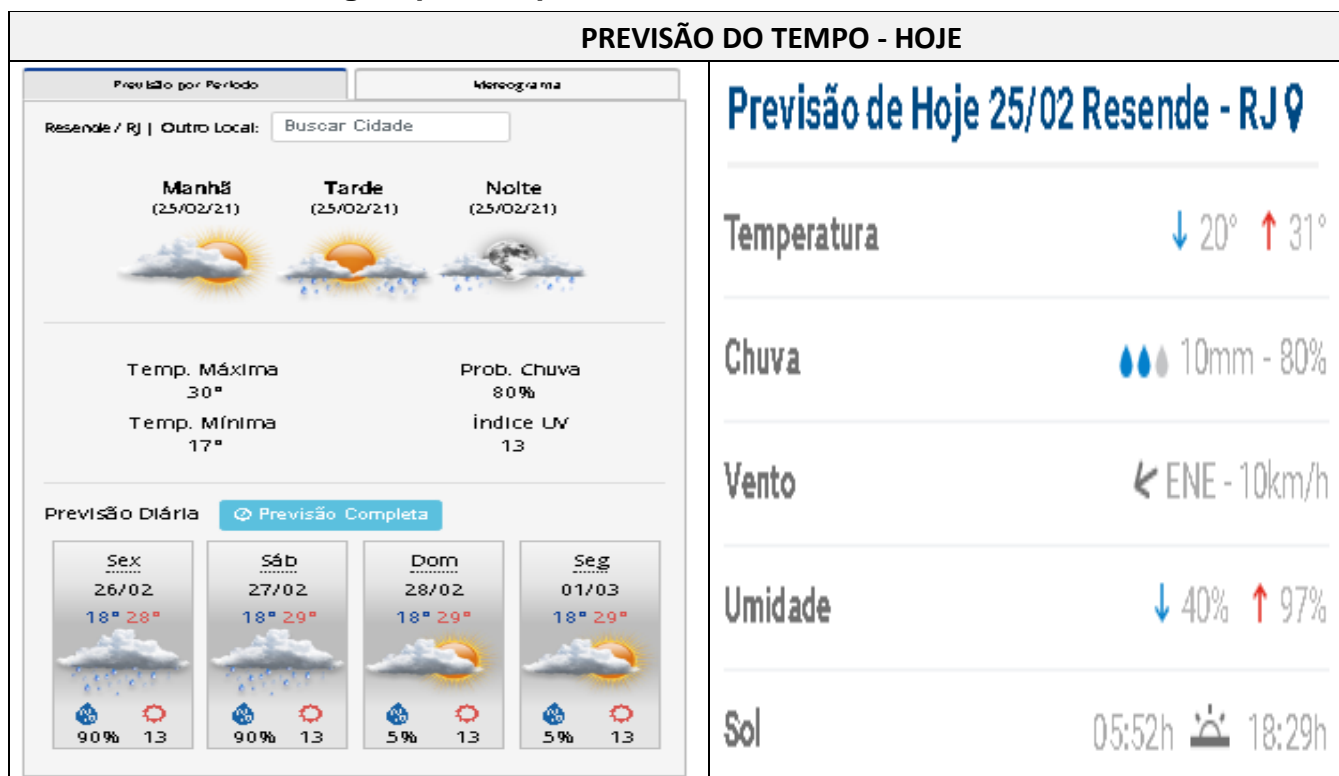 PREVISÃO DO TEMPO - HOJE
Previsão por Período
Meteograma
Resende / RJ | Outro Local: Buscar Cidade
Manhã Tarde Noite
(25/02/21) (25/02/21) (25/02/21)
Temp. Máxima Prob. Chuva
30° 80%
Temp. Mínima Índice UV
17° 13
Previsão Diária Previsão Completa
Sex Sáb Dom Seg
26/02 27/02 28/02 01/03
18° 28° 18° 29° 18° 29° 18° 29°
90% 13 90% 13 5% 13 5% 13
Previsão de Hoje 25/02 Resende - RJ
Temperatura ↓ 20° ↑ 31°
Chuva 10mm - 80%
Vento ENE - 10km/h
Umidade ↓ 40% ↑ 97%
Sol 05:52h 18:29h